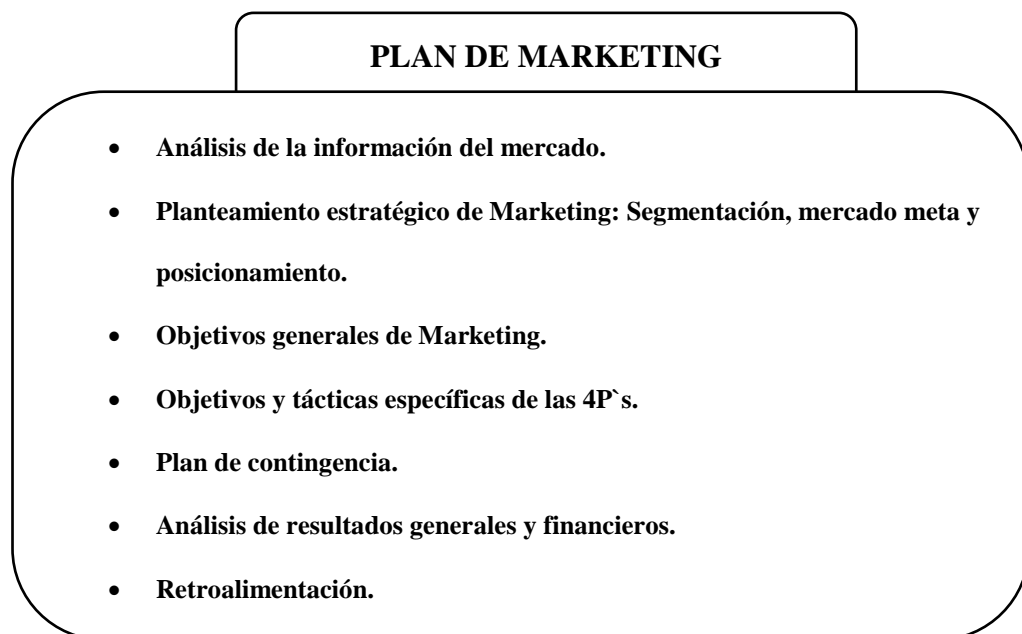 PLAN DE MARKETING
• Análisis de la información del mercado.
• Planteamiento estratégico de Marketing: Segmentación, mercado meta y
posicionamiento.
• Objetivos generales de Marketing.
• Objetivos y tácticas específicas de las 4P`s.
• Plan de contingencia.
• Análisis de resultados generales y financieros.
• Retroalimentación.